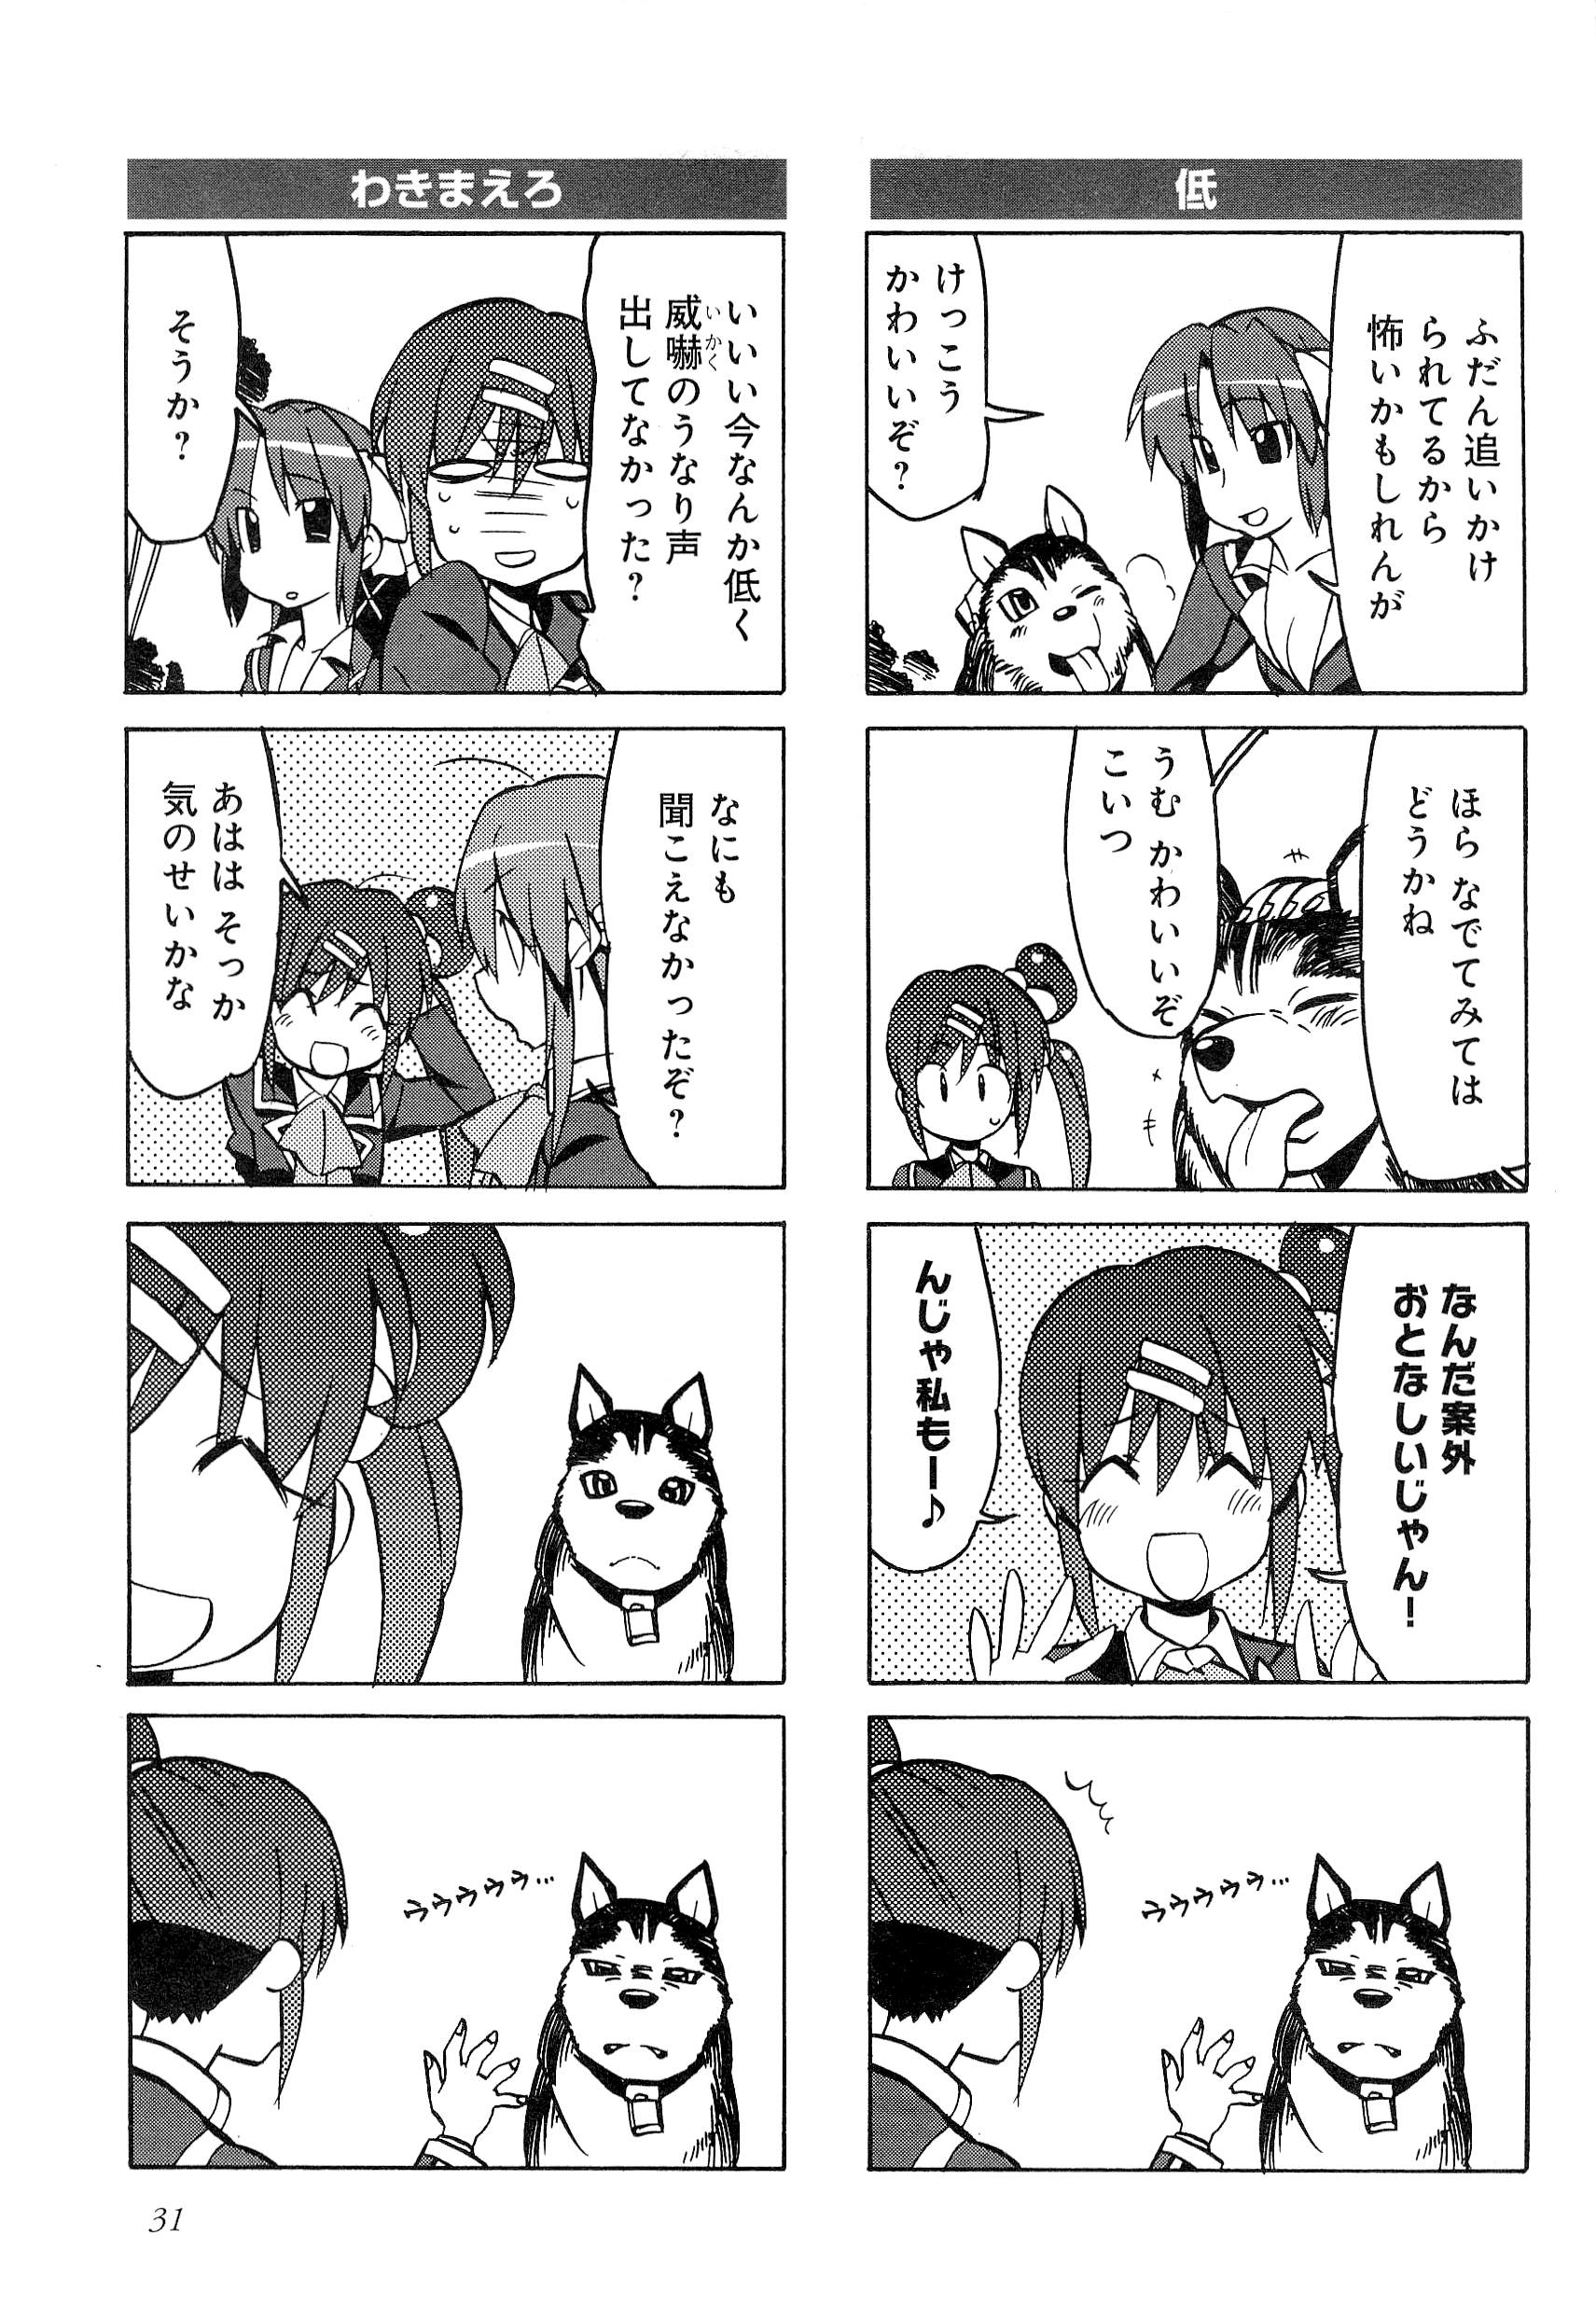 低
ふだん追いかけ
られてるから
怖いかもしれんが
けっこう
かわいいぞ?
ほら なでてみては
どうかね
うむ かわいいぞ
こいつ
なんだ案外
おとなしいじゃん!
んじゃ私もー♪
ウゥウゥゥ…
わきまえろ
いいい今なんか低く
威嚇のうなり声
いかく
出してなかった?
そうか?
なにも
聞こえなかったぞ?
あはは そっか
気のせいかな
ウゥウゥゥ…
31